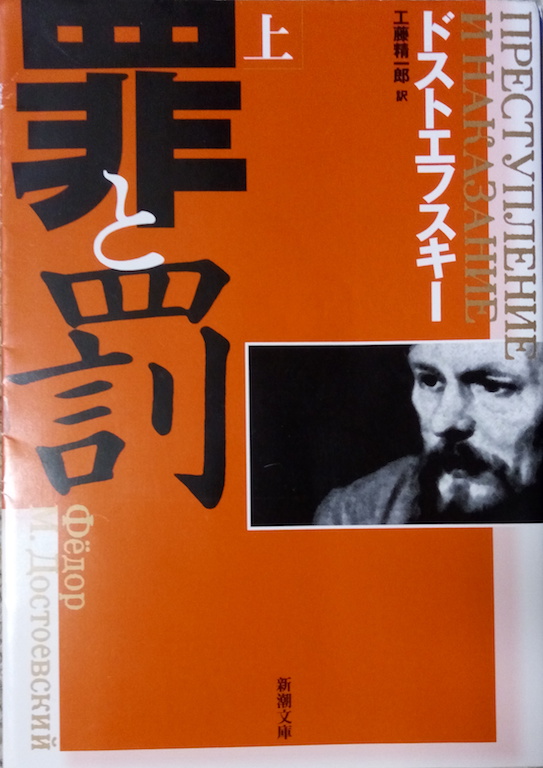 罪と罰
上
ドストエフスキー
工藤精一郎 訳
ПРЕСТУПЛЕНИЕ
И НАКАЗАНИЕ
Фёдор
И. Достоевский
新潮文庫